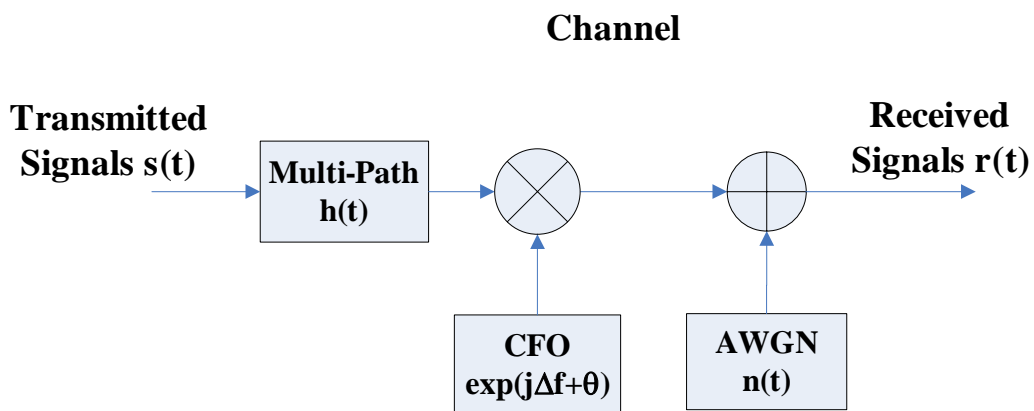 Channel
Transmitted
Signals s(t)
Multi-Path
h(t)
Received
Signals r(t)
CFO
exp(jΔf+θ)
AWGN
n(t)